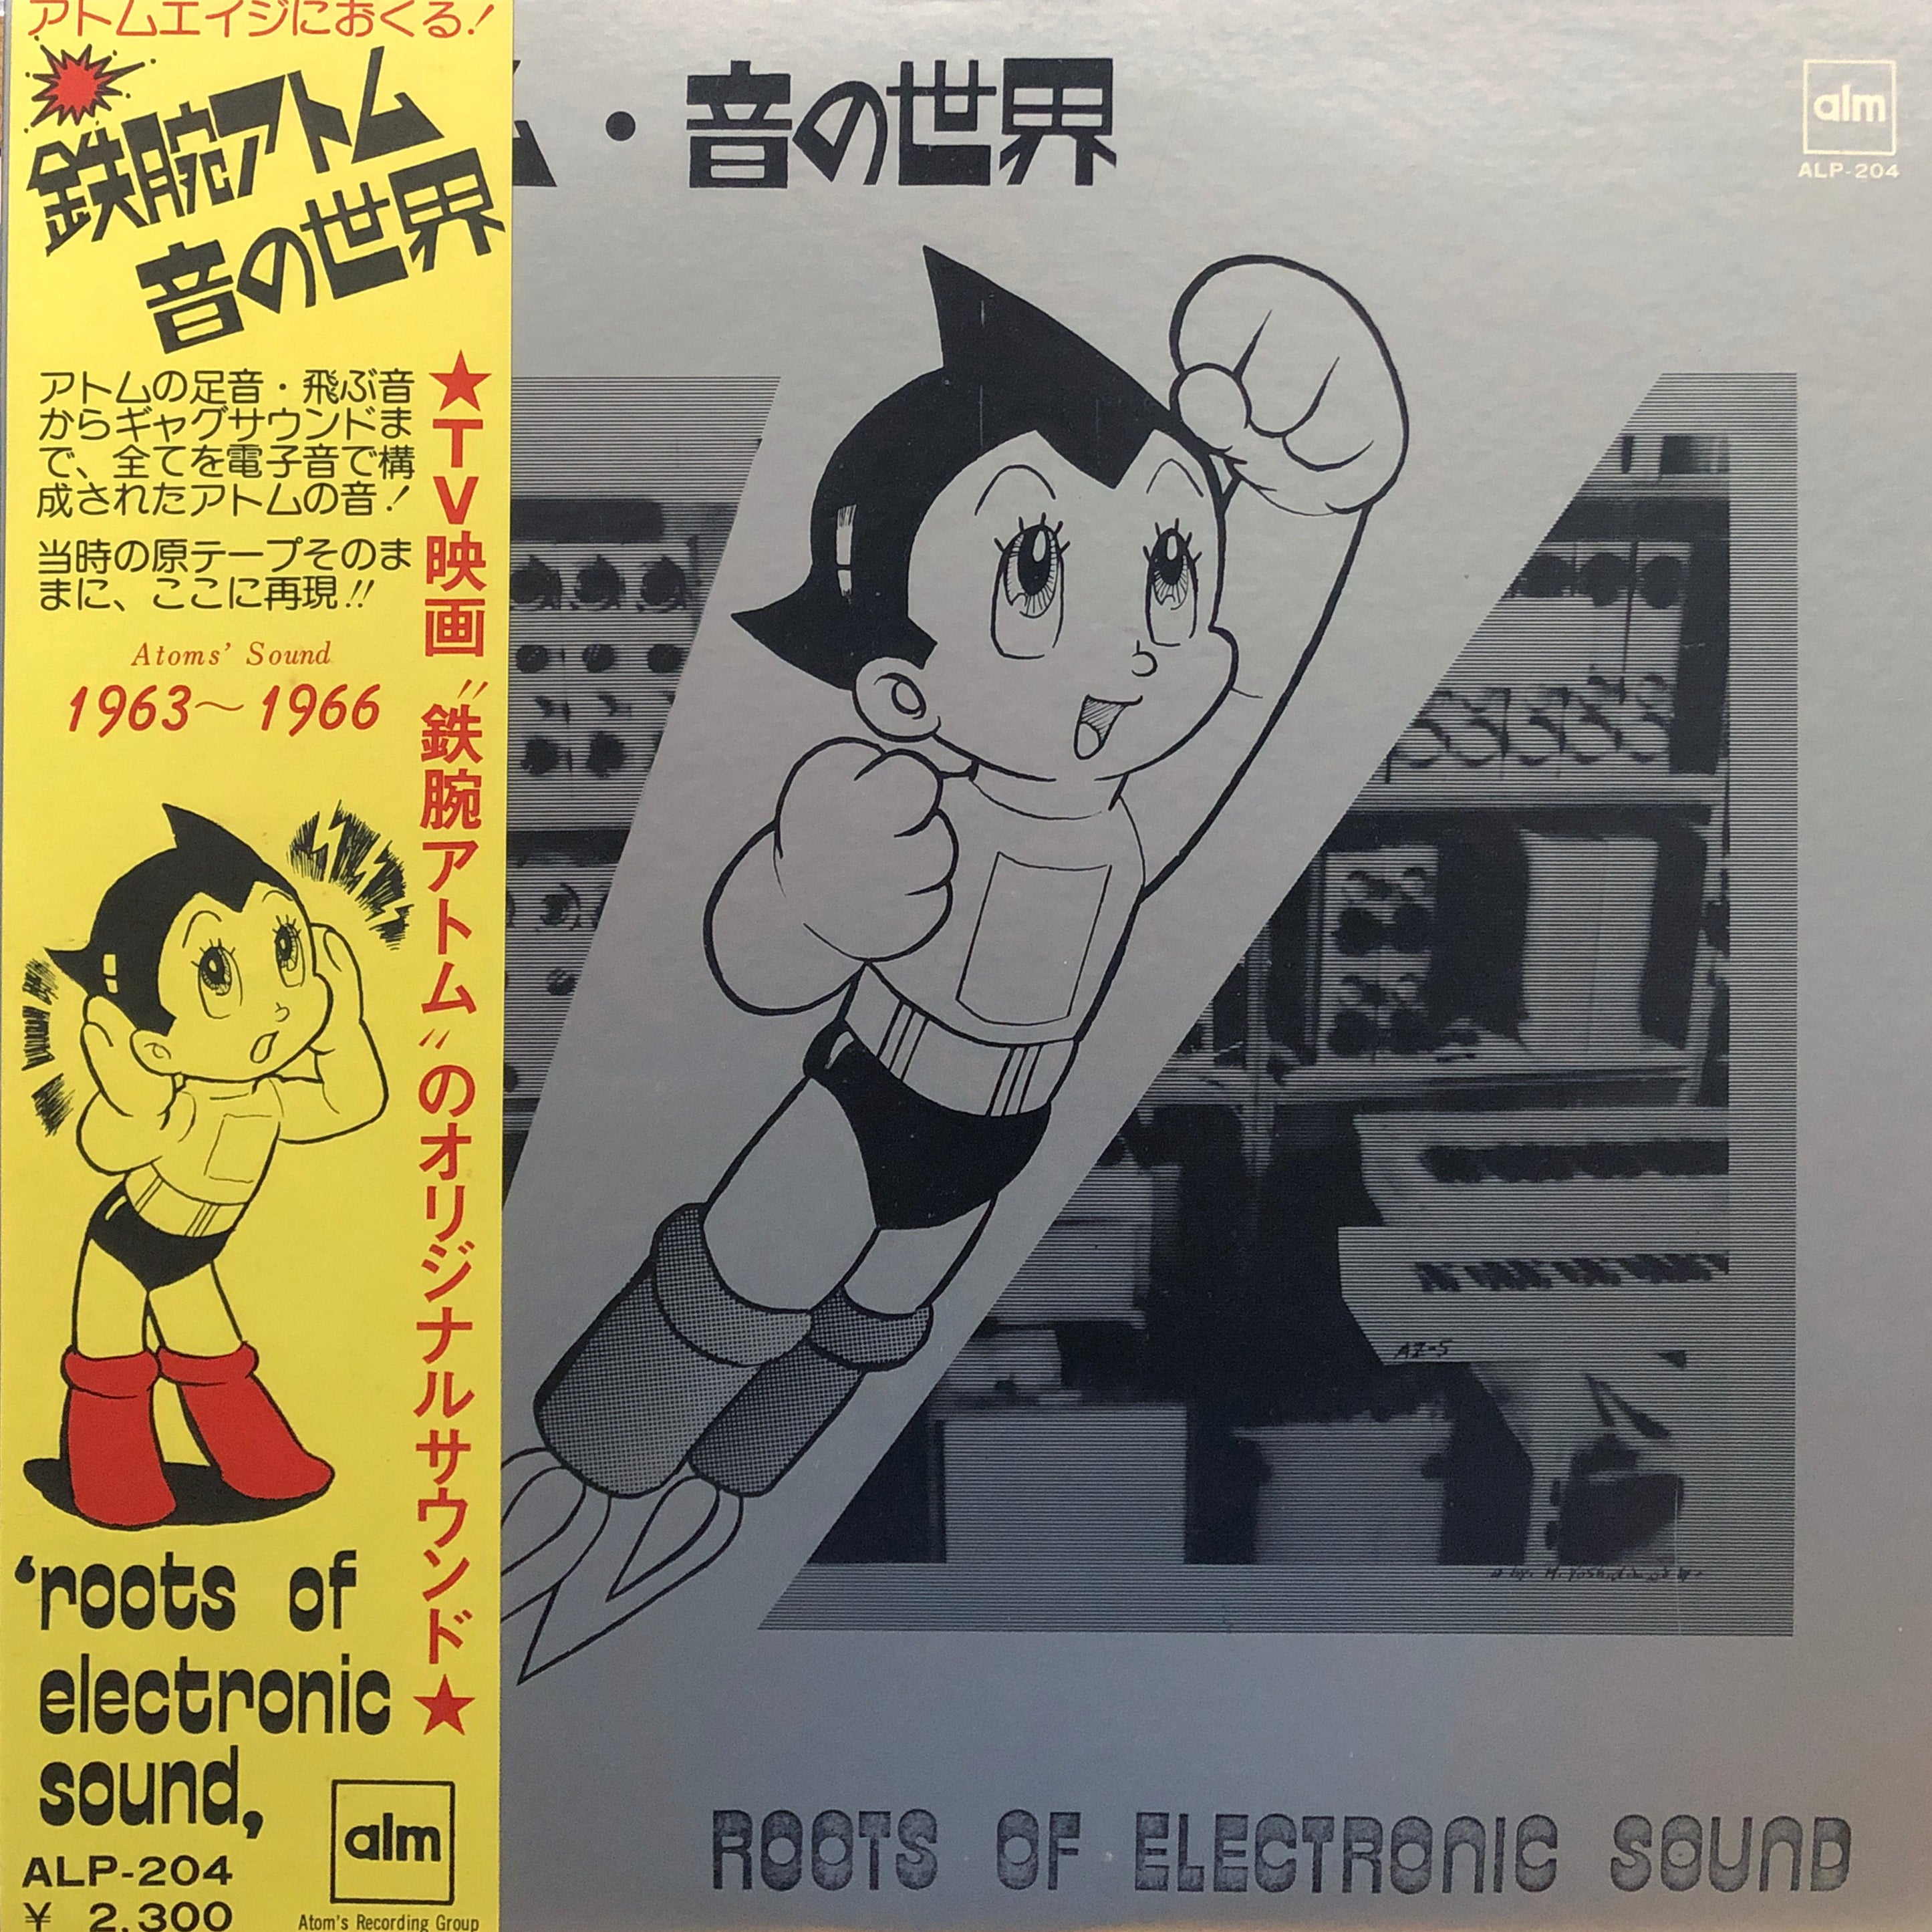 アトムエイジにおくる!
鉄腕アトム
音の世界
アトムの足音・飛ぶ音
からギャグサウンドま
で、全てを電子音で構
成されたアトムの音!
当時の原テープそのま
まに、ここに再現!!
Atoms' Sound
1963〜1966
★TV映画〝鉄腕アトム〟のオリジナルサウンド★
'roots of
electronic
sound,
ALP-204
¥ 2,300
alm
Atom's Recording Group
ム・音の世界
alm
ALP-204
AZ-5
ROOTS OF ELECTRONIC SOUND